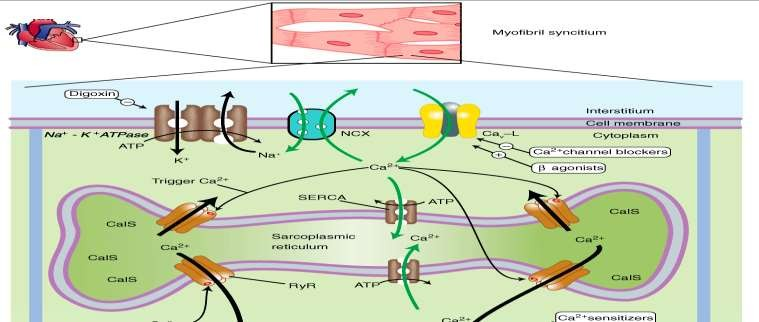 Myofibril syncitium
Digoxin
−
Interstitium
Cell membrane
Cytoplasm
Na⁺ - K⁺ATPase
ATP
K⁺
Na⁺
NCX
Caᵥ–L
−
Ca²⁺channel blockers
+
β agonists
Ca²⁺
Trigger Ca²⁺
SERCA
ATP
CalS
CalS
Sarcoplasmic
reticulum
Ca²⁺
Ca²⁺
Ca²⁺
CalS
CalS
CalS
RyR
ATP
Ca²⁺
Ca²⁺sensitizers